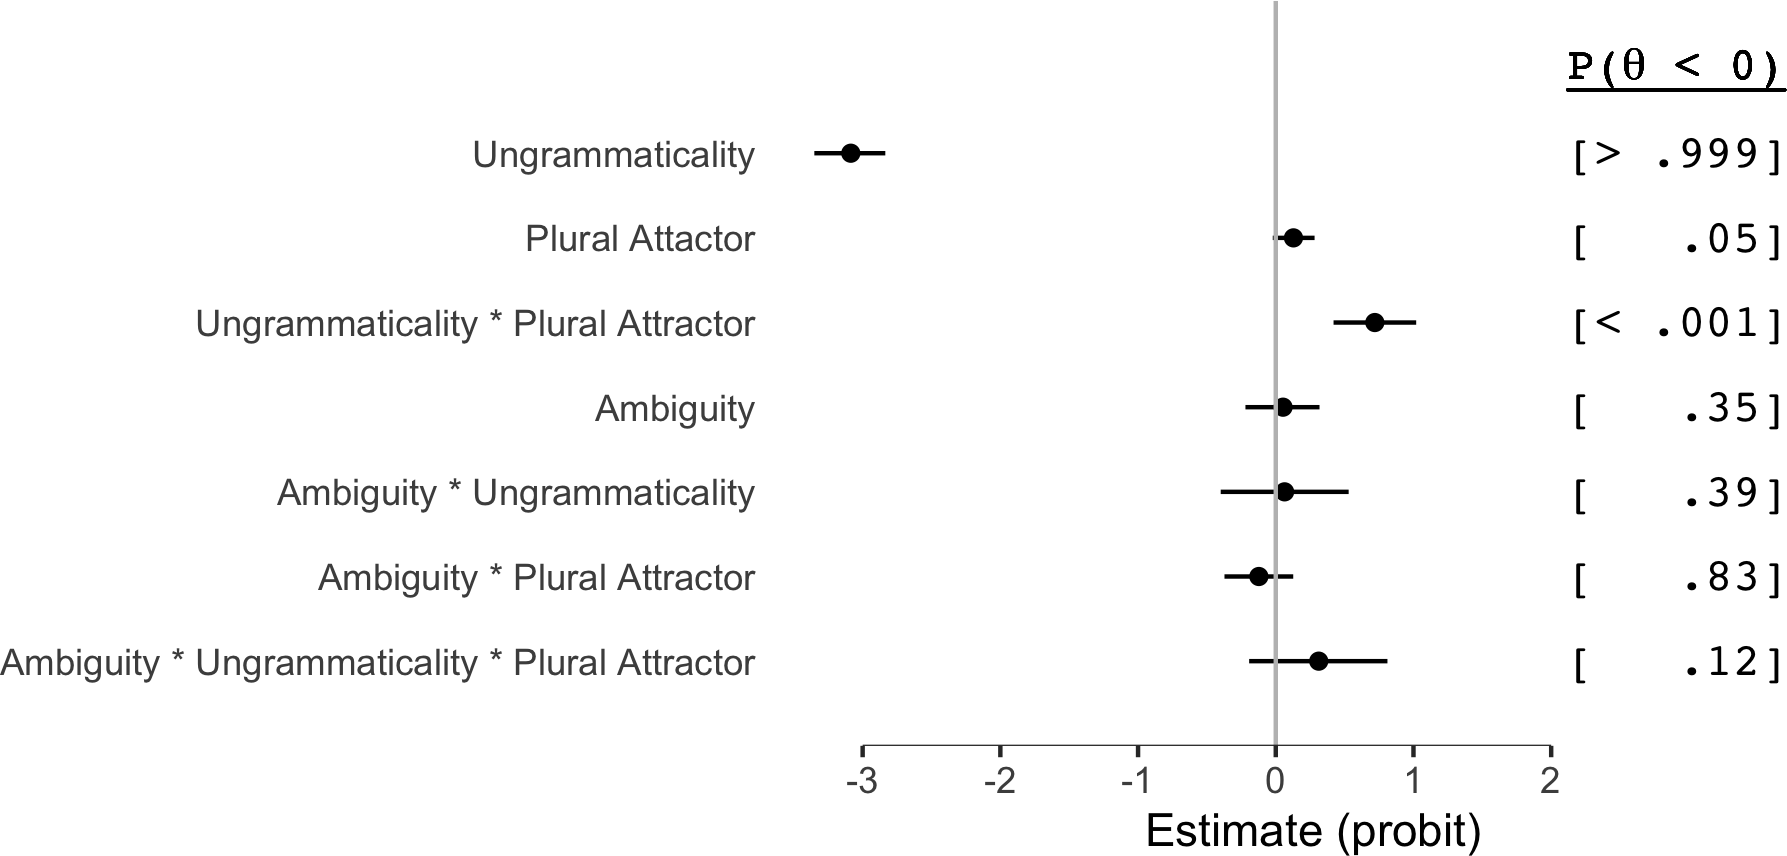 P(θ < 0)
Ungrammaticality [> .999]
Plural Attactor [ .05]
Ungrammaticality * Plural Attractor [< .001]
Ambiguity [ .35]
Ambiguity * Ungrammaticality [ .39]
Ambiguity * Plural Attractor [ .83]
Ambiguity * Ungrammaticality * Plural Attractor [ .12]
-3 -2 -1 0 1 2
Estimate (probit)